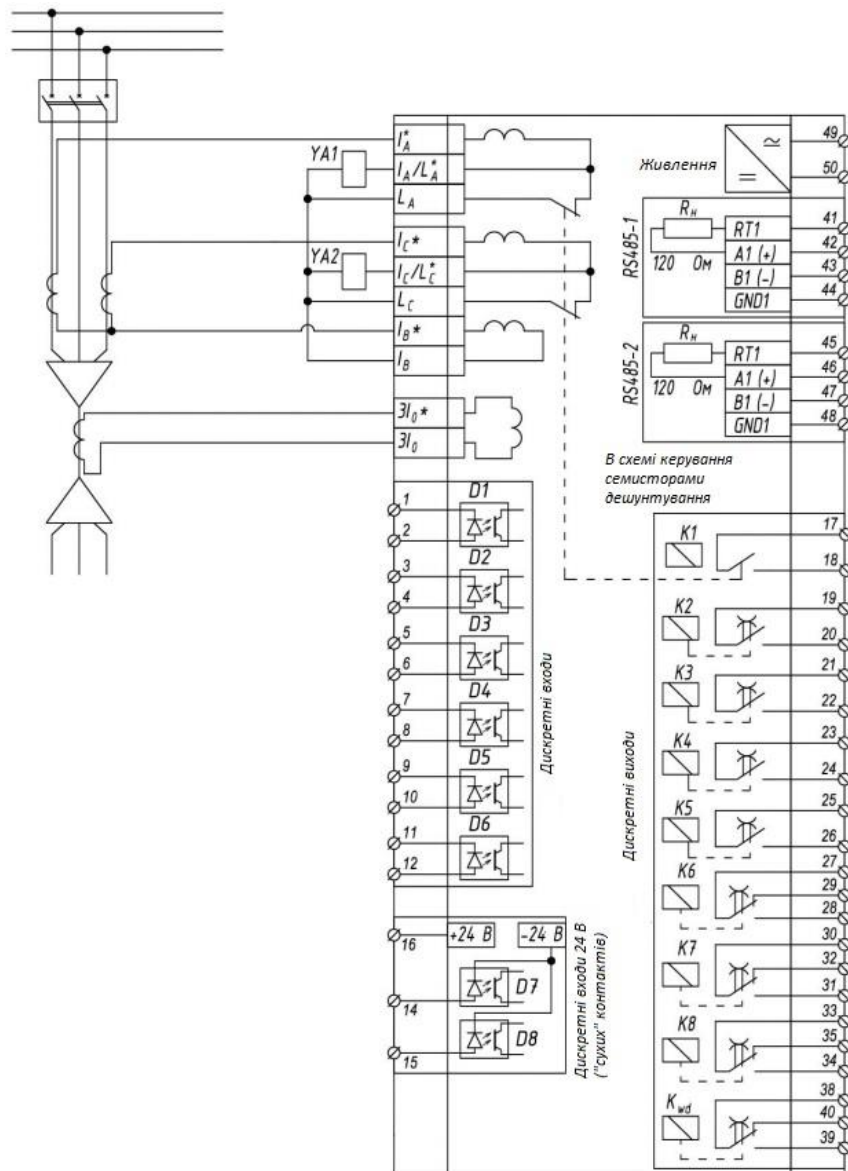 YA1
I*A
IA/L*A
LA
YA2
IC*
IC/L*C
LC
IB*
IB
3I0*
3I0
Живлення
≃
=
49
50
RS485-1
Rн
120 Ом
RT1
A1 (+)
B1 (-)
GND1
41
42
43
44
RS485-2
Rн
120 Ом
RT1
A1 (+)
B1 (-)
GND1
45
46
47
48
В схемі керування
семисторами
дешунтування
1
2
D1
3
4
D2
5
6
D3
7
8
D4
9
10
D5
11
12
D6
Дискретні входи
16
+24 В
-24 В
14
D7
15
D8
Дискретні входи 24 В
("сухих" контактів)
Дискретні виходи
K1
17
18
K2
19
20
K3
21
22
K4
23
24
K5
25
26
K6
27
29
28
K7
30
32
31
K8
33
35
34
Kwd
38
40
39